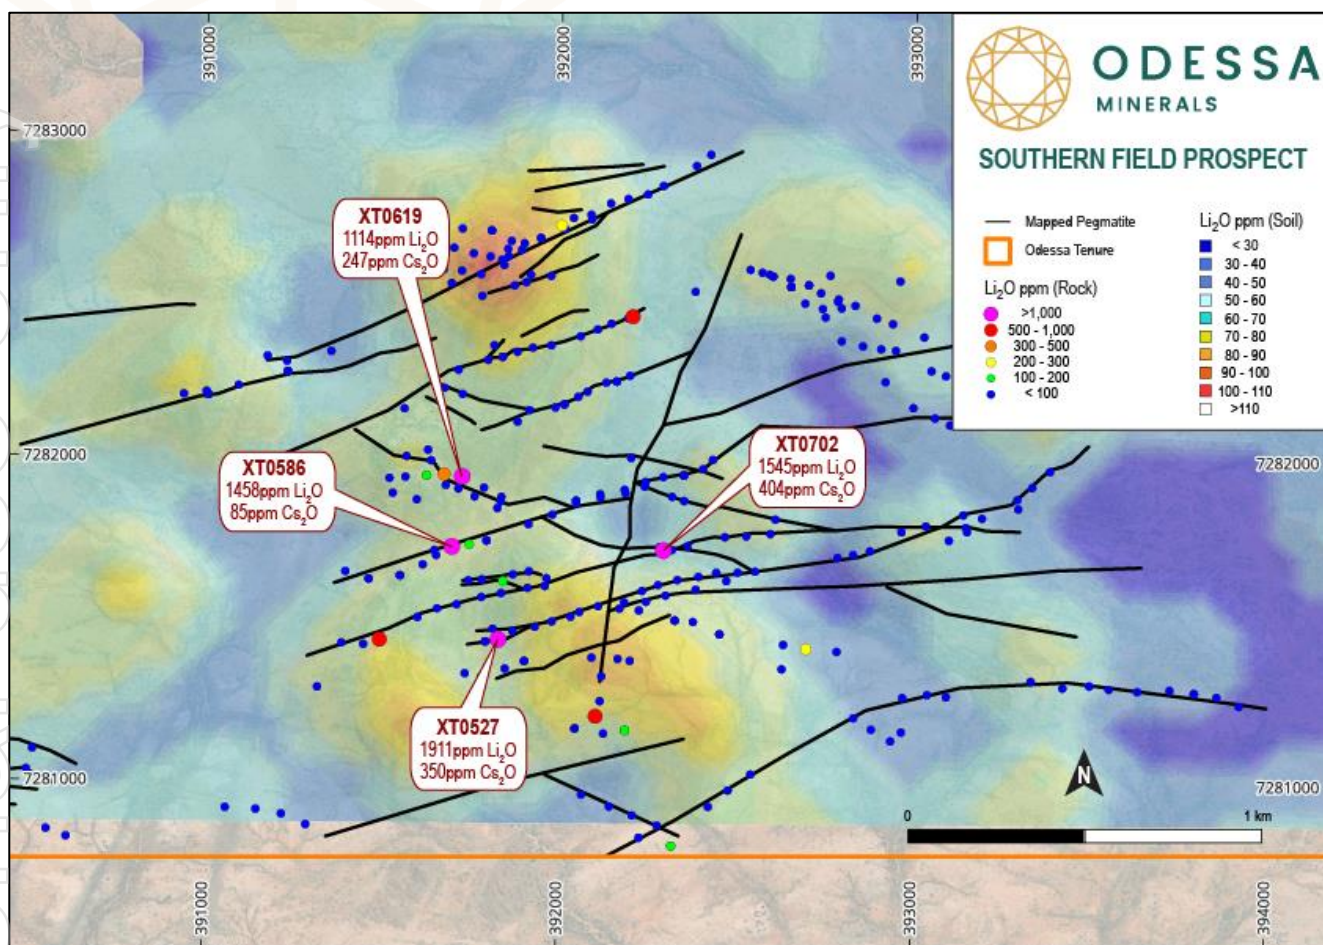 391000
392000
393000
ODESSA
MINERALS
SOUTHERN FIELD PROSPECT
Mapped Pegmatite
Odessa Tenure
Li₂O ppm (Rock)
>1,000
500 - 1,000
300 - 500
200 - 300
100 - 200
< 100
Li₂O ppm (Soil)
< 30
30 - 40
40 - 50
50 - 60
60 - 70
70 - 80
80 - 90
90 - 100
100 - 110
>110
7283000
XT0619
1114ppm Li₂O
247ppm Cs₂O
7282000
7282000
XT0586
1458ppm Li₂O
85ppm Cs₂O
XT0702
1545ppm Li₂O
404ppm Cs₂O
XT0527
1911ppm Li₂O
350ppm Cs₂O
7281000
7281000
N
0
1 km
391000
392000
393000
394000